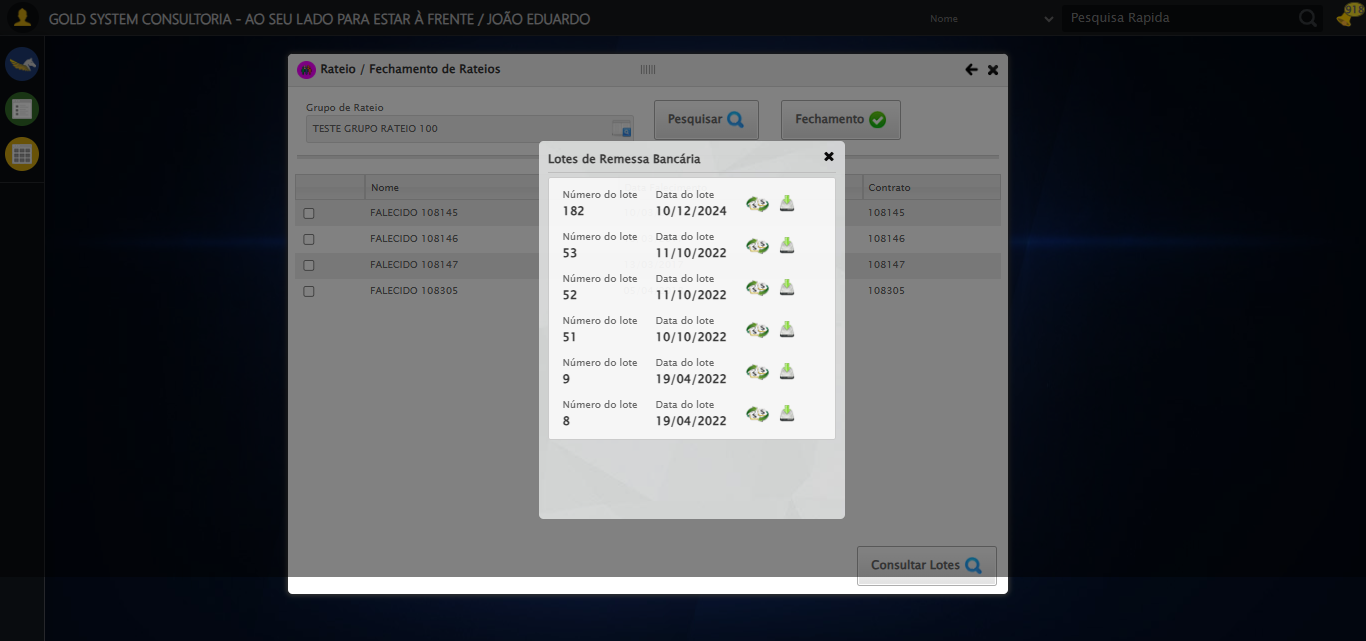 GOLD SYSTEM CONSULTORIA - AO SEU LADO PARA ESTAR À FRENTE / JOÃO EDUARDO
Nome
Pesquisa Rapida
918
Rateio / Fechamento de Rateios
Grupo de Rateio
TESTE GRUPO RATEIO 100
Pesquisar
Fechamento
Nome
Contrato
FALECIDO 108145
108145
FALECIDO 108146
108146
FALECIDO 108147
108147
FALECIDO 108305
108305
Lotes de Remessa Bancária
Número do lote Data do lote
182 10/12/2024
Número do lote Data do lote
53 11/10/2022
Número do lote Data do lote
52 11/10/2022
Número do lote Data do lote
51 10/10/2022
Número do lote Data do lote
9 19/04/2022
Número do lote Data do lote
8 19/04/2022
Consultar Lotes